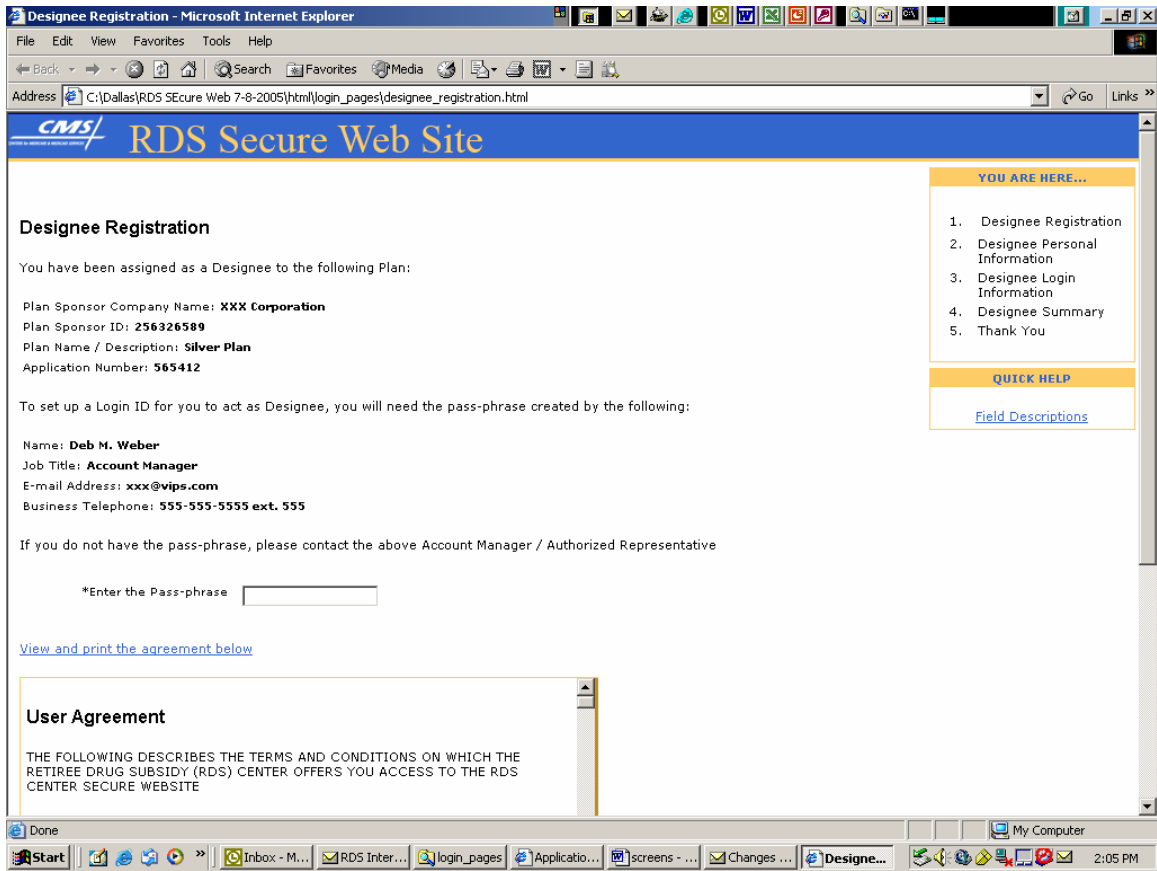 Designee Registration - Microsoft Internet Explorer
File Edit View Favorites Tools Help
Back Search Favorites Media
Address C:\Dallas\RDS SEcure Web 7-8-2005\html\login_pages\designee_registration.html Go Links »
CMS/ RDS Secure Web Site
YOU ARE HERE...
1. Designee Registration
2. Designee Personal
Information
3. Designee Login
Information
4. Designee Summary
5. Thank You
QUICK HELP
Field Descriptions
Designee Registration
You have been assigned as a Designee to the following Plan:
Plan Sponsor Company Name: XXX Corporation
Plan Sponsor ID: 256326589
Plan Name / Description: Silver Plan
Application Number: 565412
To set up a Login ID for you to act as Designee, you will need the pass-phrase created by the following:
Name: Deb M. Weber
Job Title: Account Manager
E-mail Address: xxx@vips.com
Business Telephone: 555-555-5555 ext. 555
If you do not have the pass-phrase, please contact the above Account Manager / Authorized Representative
*Enter the Pass-phrase
View and print the agreement below
User Agreement
THE FOLLOWING DESCRIBES THE TERMS AND CONDITIONS ON WHICH THE
RETIREE DRUG SUBSIDY (RDS) CENTER OFFERS YOU ACCESS TO THE RDS
CENTER SECURE WEBSITE
Done My Computer
Start » Inbox - M... RDS Inter... login_pages Applicatio... screens - ... Changes ... Designe... 2:05 PM